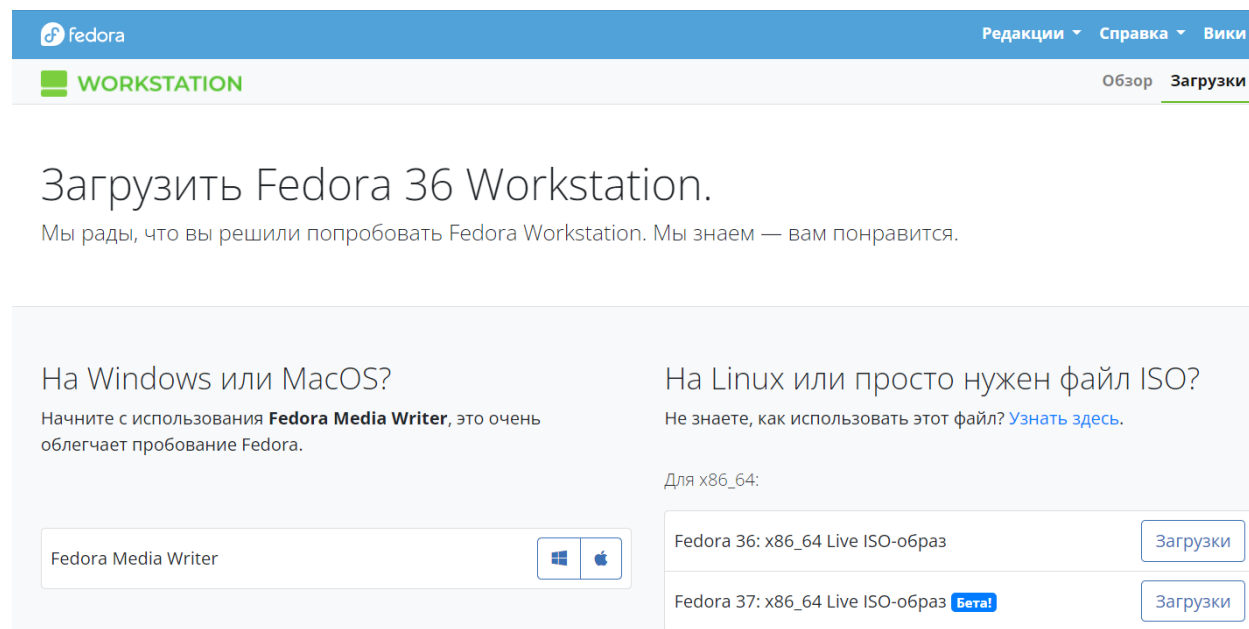 fedora
Редакции Справка Вики
WORKSTATION
Обзор Загрузки
Загрузить Fedora 36 Workstation.
Мы рады, что вы решили попробовать Fedora Workstation. Мы знаем — вам понравится.
На Windows или MacOS?
Начните с использования Fedora Media Writer, это очень
облегчает пробование Fedora.
Fedora Media Writer
На Linux или просто нужен файл ISO?
Не знаете, как использовать этот файл? Узнать здесь.
Для x86_64:
Fedora 36: x86_64 Live ISO-образ Загрузки
Fedora 37: x86_64 Live ISO-образ Бета! Загрузки